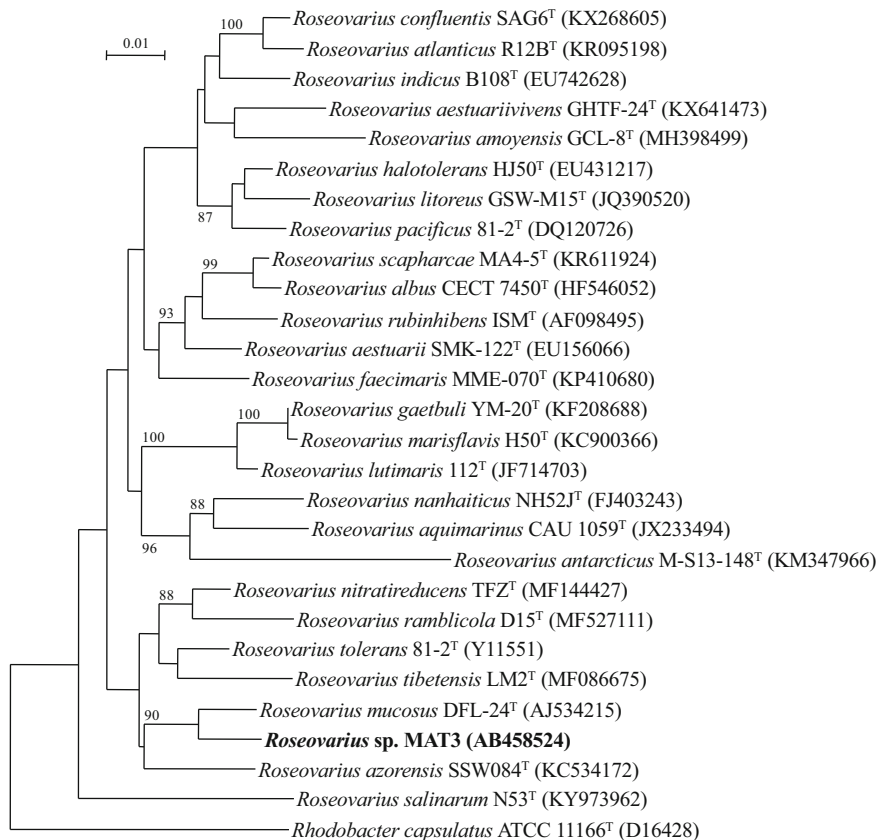 Roseovarius confluentis SAG6ᵀ (KX268605)
100
0.01
Roseovarius atlanticus R12Bᵀ (KR095198)
Roseovarius indicus B108ᵀ (EU742628)
Roseovarius aestuariivivens GHTF-24ᵀ (KX641473)
Roseovarius amoyensis GCL-8ᵀ (MH398499)
Roseovarius halotolerans HJ50ᵀ (EU431217)
Roseovarius litoreus GSW-M15ᵀ (JQ390520)
87
Roseovarius pacificus 81-2ᵀ (DQ120726)
Roseovarius scapharcae MA4-5ᵀ (KR611924)
99
Roseovarius albus CECT 7450ᵀ (HF546052)
93
Roseovarius rubinhibens ISMᵀ (AF098495)
Roseovarius aestuarii SMK-122ᵀ (EU156066)
Roseovarius faecimaris MME-070ᵀ (KP410680)
Roseovarius gaetbuli YM-20ᵀ (KF208688)
100
100
Roseovarius marisflavis H50ᵀ (KC900366)
Roseovarius lutimaris 112ᵀ (JF714703)
Roseovarius nanhaiticus NH52Jᵀ (FJ403243)
88
Roseovarius aquimarinus CAU 1059ᵀ (JX233494)
96
Roseovarius antarcticus M-S13-148ᵀ (KM347966)
88
Roseovarius nitratireducens TFZᵀ (MF144427)
Roseovarius ramblicola D15ᵀ (MF527111)
Roseovarius tolerans 81-2ᵀ (Y11551)
Roseovarius tibetensis LM2ᵀ (MF086675)
Roseovarius mucosus DFL-24ᵀ (AJ534215)
90
Roseovarius sp. MAT3 (AB458524)
Roseovarius azorensis SSW084ᵀ (KC534172)
Roseovarius salinarum N53ᵀ (KY973962)
Rhodobacter capsulatus ATCC 11166ᵀ (D16428)